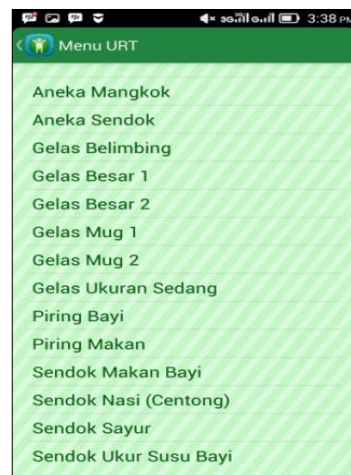 3G G 3:38 PM
Menu URT
Aneka Mangkok
Aneka Sendok
Gelas Belimbing
Gelas Besar 1
Gelas Besar 2
Gelas Mug 1
Gelas Mug 2
Gelas Ukuran Sedang
Piring Bayi
Piring Makan
Sendok Makan Bayi
Sendok Nasi (Centong)
Sendok Sayur
Sendok Ukur Susu Bayi